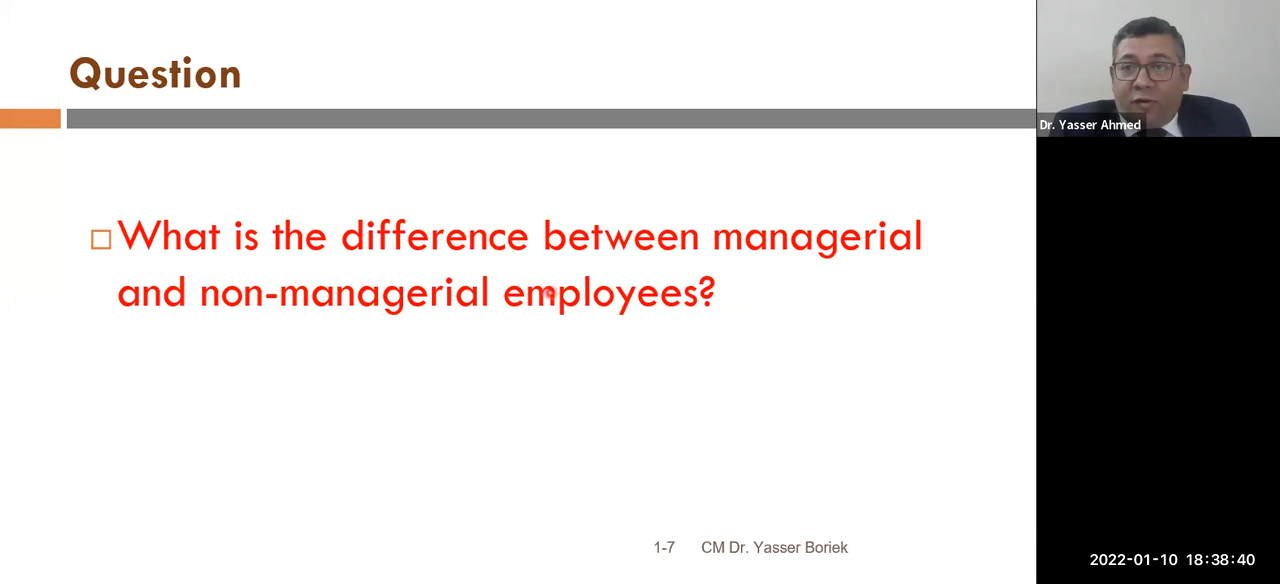 Question
What is the difference between managerial
and non-managerial employees?
1-7 CM Dr. Yasser Boriek
Dr. Yasser Ahmed
2022-01-10 18:38:40